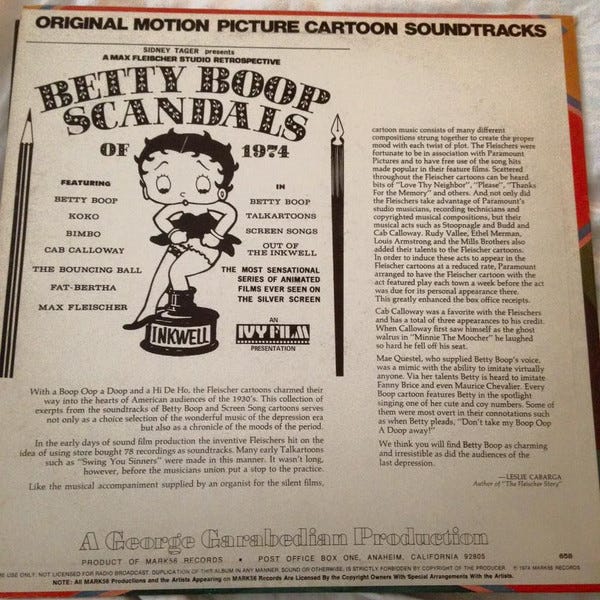 ORIGINAL MOTION PICTURE CARTOON SOUNDTRACKS
SIDNEY TAGER presents
A MAX FLEISCHER STUDIO RETROSPECTIVE
BETTY BOOP
SCANDALS
OF 1974
FEATURING
BETTY BOOP
KOKO
BIMBO
CAB CALLOWAY
THE BOUNCING BALL
FAT-BERTHA
MAX FLEISCHER
IN
BETTY BOOP
TALKARTOONS
SCREEN SONGS
OUT OF
THE INKWELL
THE MOST SENSATIONAL
SERIES OF ANIMATED
FILMS EVER SEEN ON
THE SILVER SCREEN
AN
IVY FILM
PRESENTATION
INKWELL
With a Boop Oop a Doop and a Hi De Ho, the Fleischer cartoons charmed their
way into the hearts of American audiences of the 1930's. This collection of
exerpts from the soundtracks of Betty Boop and Screen Song cartoons serves
not only as a choice selection of the wonderful music of the depression era
but also as a chronicle of the moods of the period.
In the early days of sound film production the inventive Fleischers hit on the
idea of using store bought 78 recordings as soundtracks. Many early Talkartoons
such as "Swing You Sinners" were made in this manner. It wasn't long,
however, before the musicians union put a stop to the practice.
Like the musical accompaniment supplied by an organist for the silent films,
cartoon music consists of many different
compositions strung together to create the proper
mood with each twist of plot. The Fleischers were
fortunate to be in association with Paramount
Pictures and to have free use of the song hits
made popular in their feature films. Scattered
throughout the Fleischer cartoons can be heard
bits of "Love Thy Neighbor", "Please", "Thanks
For the Memory" and others. And not only did
the Fleischers take advantage of Paramount's
studio musicians, recording technicians and
copyrighted musical compositions, but their
musical acts such as Stoopnagle and Budd and
Cab Calloway. Rudy Vallee, Ethel Merman,
Louis Armstrong and the Mills Brothers also
added their talents to the Fleischer cartoons.
In order to induce these acts to appear in the
Fleischer cartoons at a reduced rate, Paramount
arranged to have the Fleischer cartoon with the
act featured play each town a week before the act
was due for its personal appearance there.
This greatly enhanced the box office receipts.
Cab Calloway was a favorite with the Fleischers
and has a total of three appearances to his credit.
When Calloway first saw himself as the ghost
walrus in "Minnie The Moocher" he laughed
so hard he fell off his seat.
Mae Questel, who supplied Betty Boop's voice,
was a mimic with the ability to imitate virtually
anyone. Via her talents Betty is heard to imitate
Fanny Brice and even Maurice Chevalier. Every
Boop cartoon features Betty in the spotlight
singing one of her cute and coy numbers. Some of
them were most overt in their connotations such
as when Betty pleads, "Don't take my Boop Oop
A Doop away!"
We think you will find Betty Boop as charming
and irresistible as did the audiences of the
last depression.
—LESLIE CABARGA
Author of "The Fleischer Story"
A George Garabedian Production
PRODUCT OF MARK56 RECORDS • POST OFFICE BOX ONE, ANAHEIM, CALIFORNIA 92805
658
USE ONLY: NOT LICENSED FOR RADIO BROADCAST. DUPLICATION OF THIS ALBUM IN ANY MANNER, SOUND OR OTHERWISE, IS STRICTLY FORBIDDEN BY COPYRIGHT OF THE PRODUCER. ℗ 1974 MARK56 RECORDS
NOTE: All MARK56 Productions and the Artists Appearing on MARK56 Records Are Licensed By the Copyright Owners With Special Arrangements With the Artists.